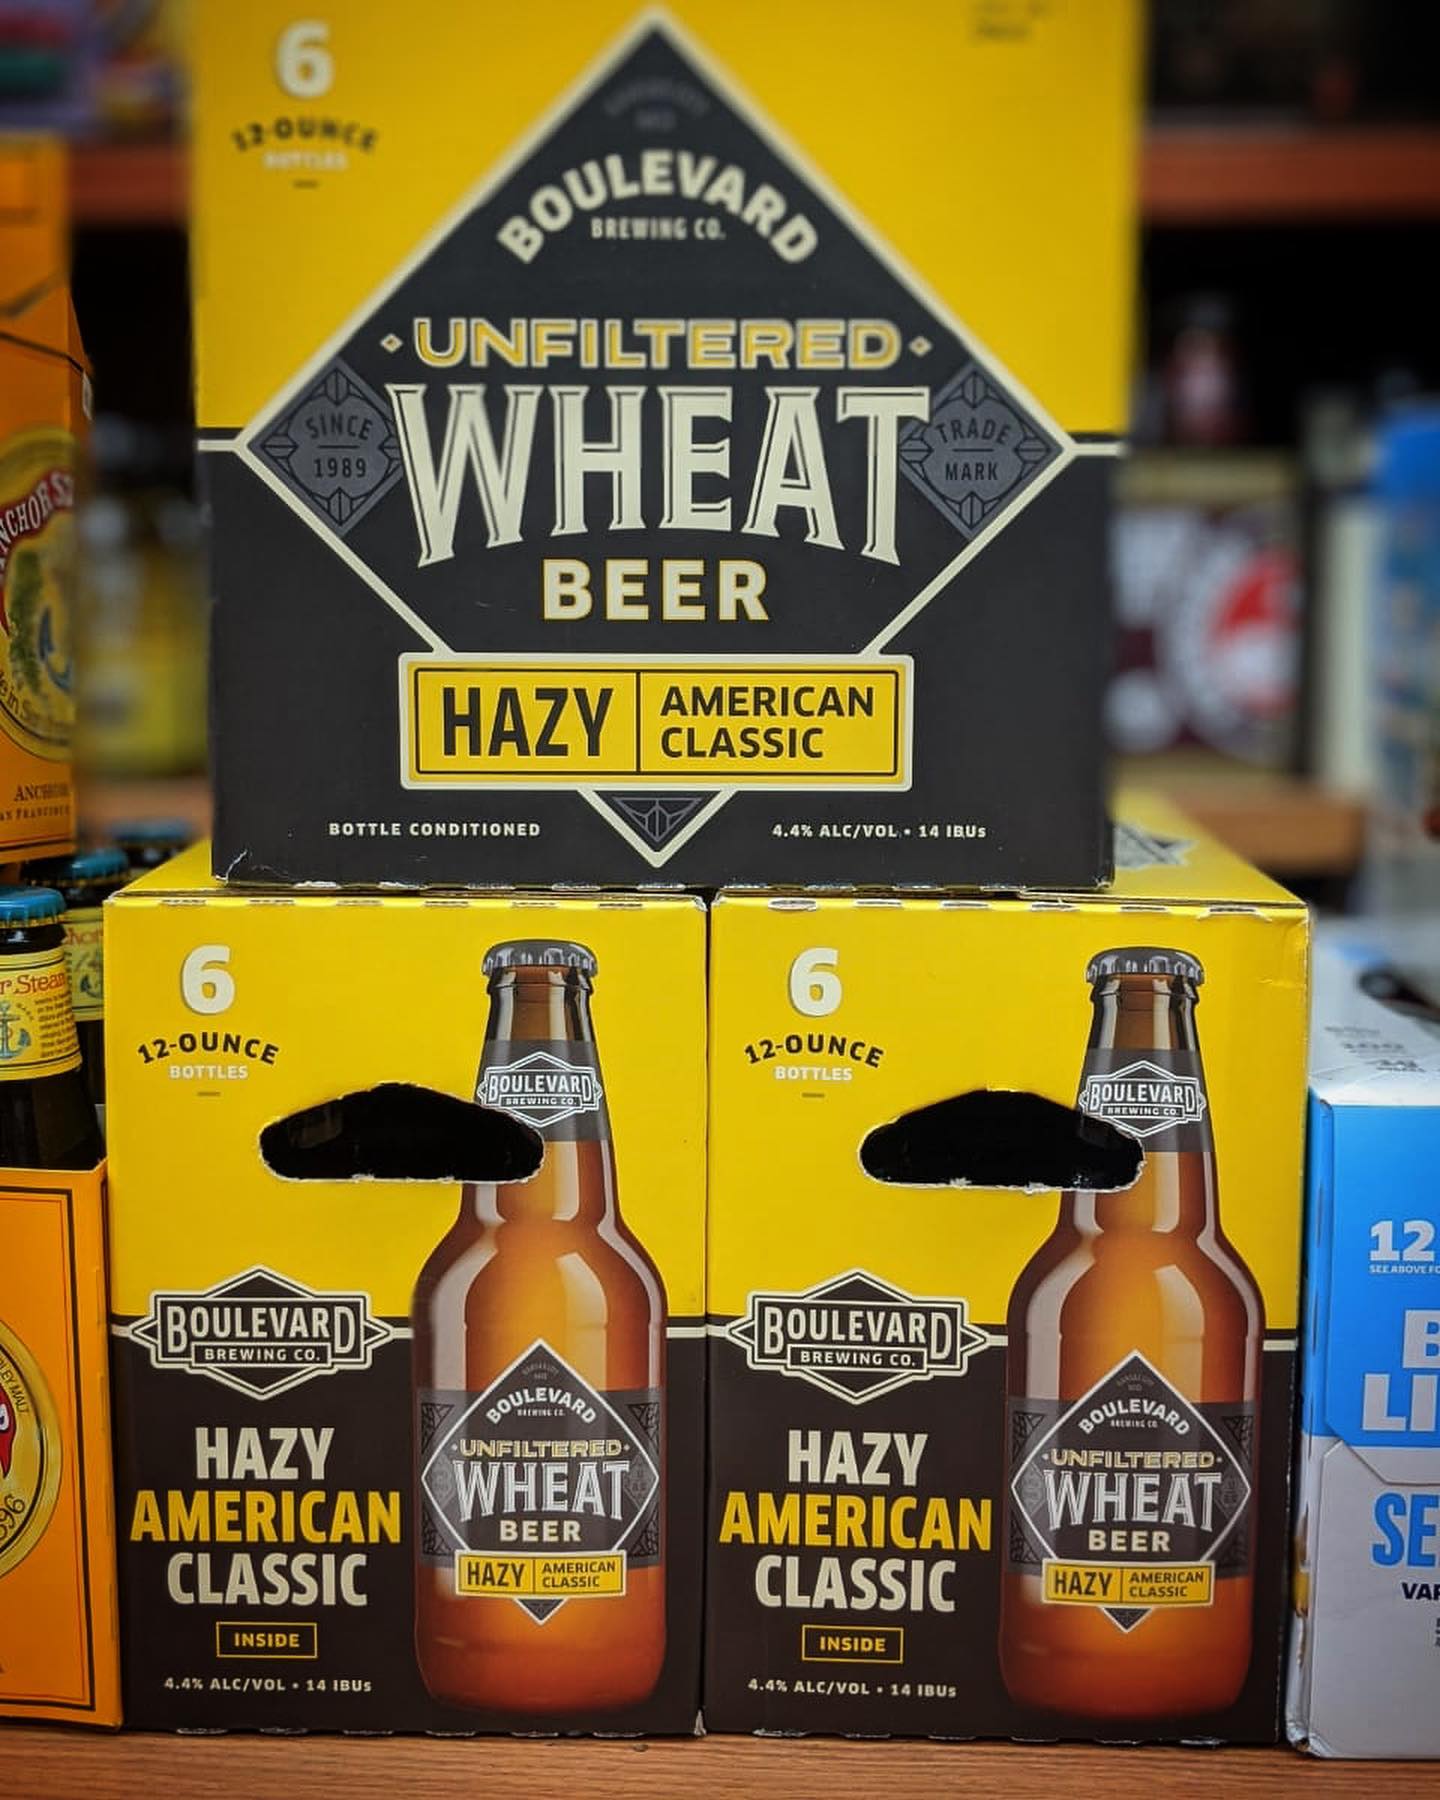 6
12-OUNCE
BOTTLES
BOULEVARD
BREWING CO.
UNFILTERED
WHEAT
BEER
SINCE
1989
TRADE
MARK
HAZY
AMERICAN
CLASSIC
BOTTLE CONDITIONED
4.4% ALC/VOL • 14 IBUs
6
12-OUNCE
BOTTLES
BOULEVARD
BREWING CO.
BOULEVARD
BREWING CO.
HAZY
AMERICAN
CLASSIC
INSIDE
4.4% ALC/VOL • 14 IBUs
BOULEVARD
BREWING CO.
UNFILTERED
WHEAT
BEER
HAZY
AMERICAN
CLASSIC
6
12-OUNCE
BOTTLES
BOULEVARD
BREWING CO.
BOULEVARD
BREWING CO.
HAZY
AMERICAN
CLASSIC
INSIDE
4.4% ALC/VOL • 14 IBUs
BOULEVARD
BREWING CO.
UNFILTERED
WHEAT
BEER
HAZY
AMERICAN
CLASSIC
Steam
12
SEE ABOVE